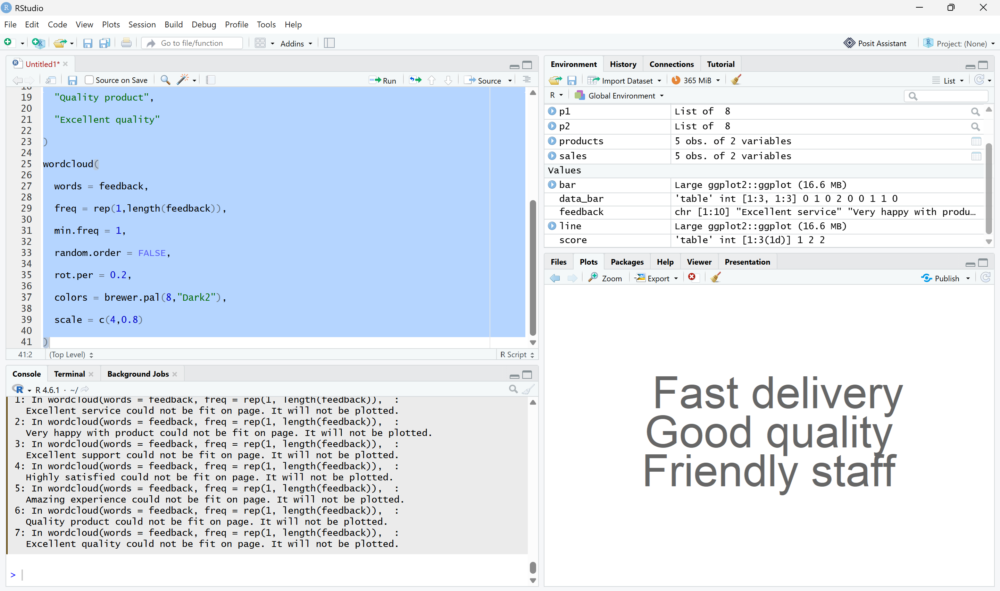 RStudio
File Edit Code View Plots Session Build Debug Profile Tools Help
Go to file/function Addins Posit Assistant Project: (None)
Untitled1*
Source on Save Run Source
19 "Quality product",
20
21 "Excellent quality"
22
23 )
24
25 wordcloud(
26
27 words = feedback,
28
29 freq = rep(1,length(feedback)),
30
31 min.freq = 1,
32
33 random.order = FALSE,
34
35 rot.per = 0.2,
36
37 colors = brewer.pal(8,"Dark2"),
38
39 scale = c(4,0.8)
40
41 )
41:2 (Top Level) R Script
Console Terminal Background Jobs
R 4.6.1 · ~/
1: In wordcloud(words = feedback, freq = rep(1, length(feedback)), :
Excellent service could not be fit on page. It will not be plotted.
2: In wordcloud(words = feedback, freq = rep(1, length(feedback)), :
Very happy with product could not be fit on page. It will not be plotted.
3: In wordcloud(words = feedback, freq = rep(1, length(feedback)), :
Excellent support could not be fit on page. It will not be plotted.
4: In wordcloud(words = feedback, freq = rep(1, length(feedback)), :
Highly satisfied could not be fit on page. It will not be plotted.
5: In wordcloud(words = feedback, freq = rep(1, length(feedback)), :
Amazing experience could not be fit on page. It will not be plotted.
6: In wordcloud(words = feedback, freq = rep(1, length(feedback)), :
Quality product could not be fit on page. It will not be plotted.
7: In wordcloud(words = feedback, freq = rep(1, length(feedback)), :
Excellent quality could not be fit on page. It will not be plotted.
>
Environment History Connections Tutorial
Import Dataset 365 MiB List
R Global Environment
p1 List of 8
p2 List of 8
products 5 obs. of 2 variables
sales 5 obs. of 2 variables
Values
bar Large ggplot2::ggplot (16.6 MB)
data_bar 'table' int [1:3, 1:3] 0 1 0 2 0 0 1 1 0
feedback chr [1:10] "Excellent service" "Very happy with produ...
line Large ggplot2::ggplot (16.6 MB)
score 'table' int [1:3(1d)] 1 2 2
Files Plots Packages Help Viewer Presentation
Zoom Export Publish
Fast delivery
Good quality
Friendly staff